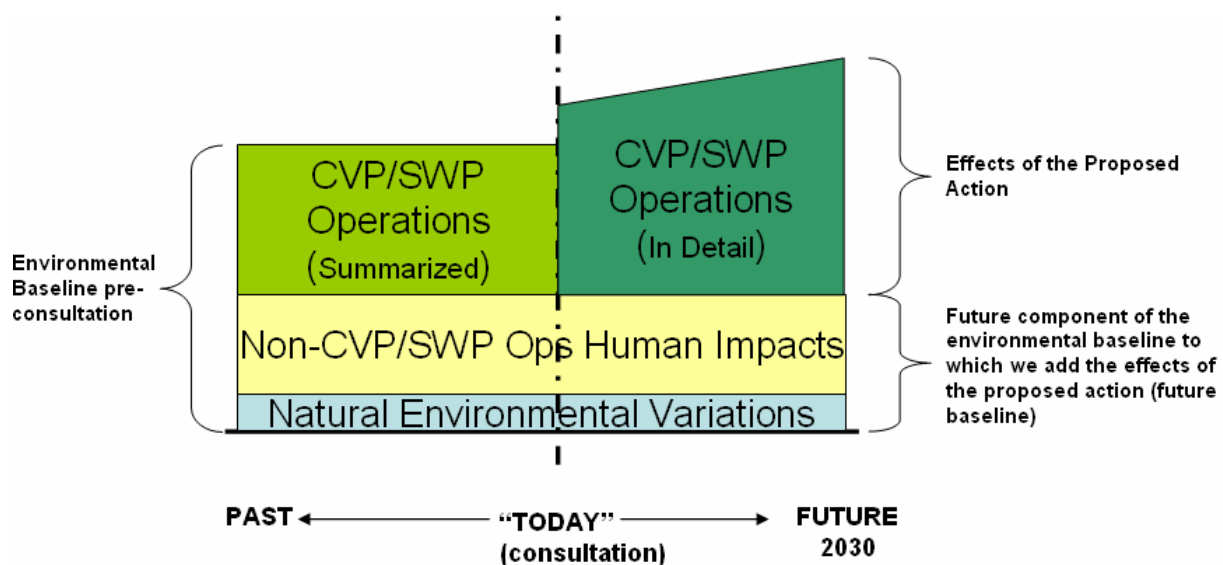 CVP/SWP
Operations
(Summarized)
CVP/SWP
Operations
(In Detail)
Effects of the Proposed
Action
Environmental
Baseline pre-
consultation
Non-CVP/SWP Ops Human Impacts
Natural Environmental Variations
Future component of the
environmental baseline to
which we add the effects of
the proposed action (future
baseline)
PAST
“TODAY”
(consultation)
FUTURE
2030